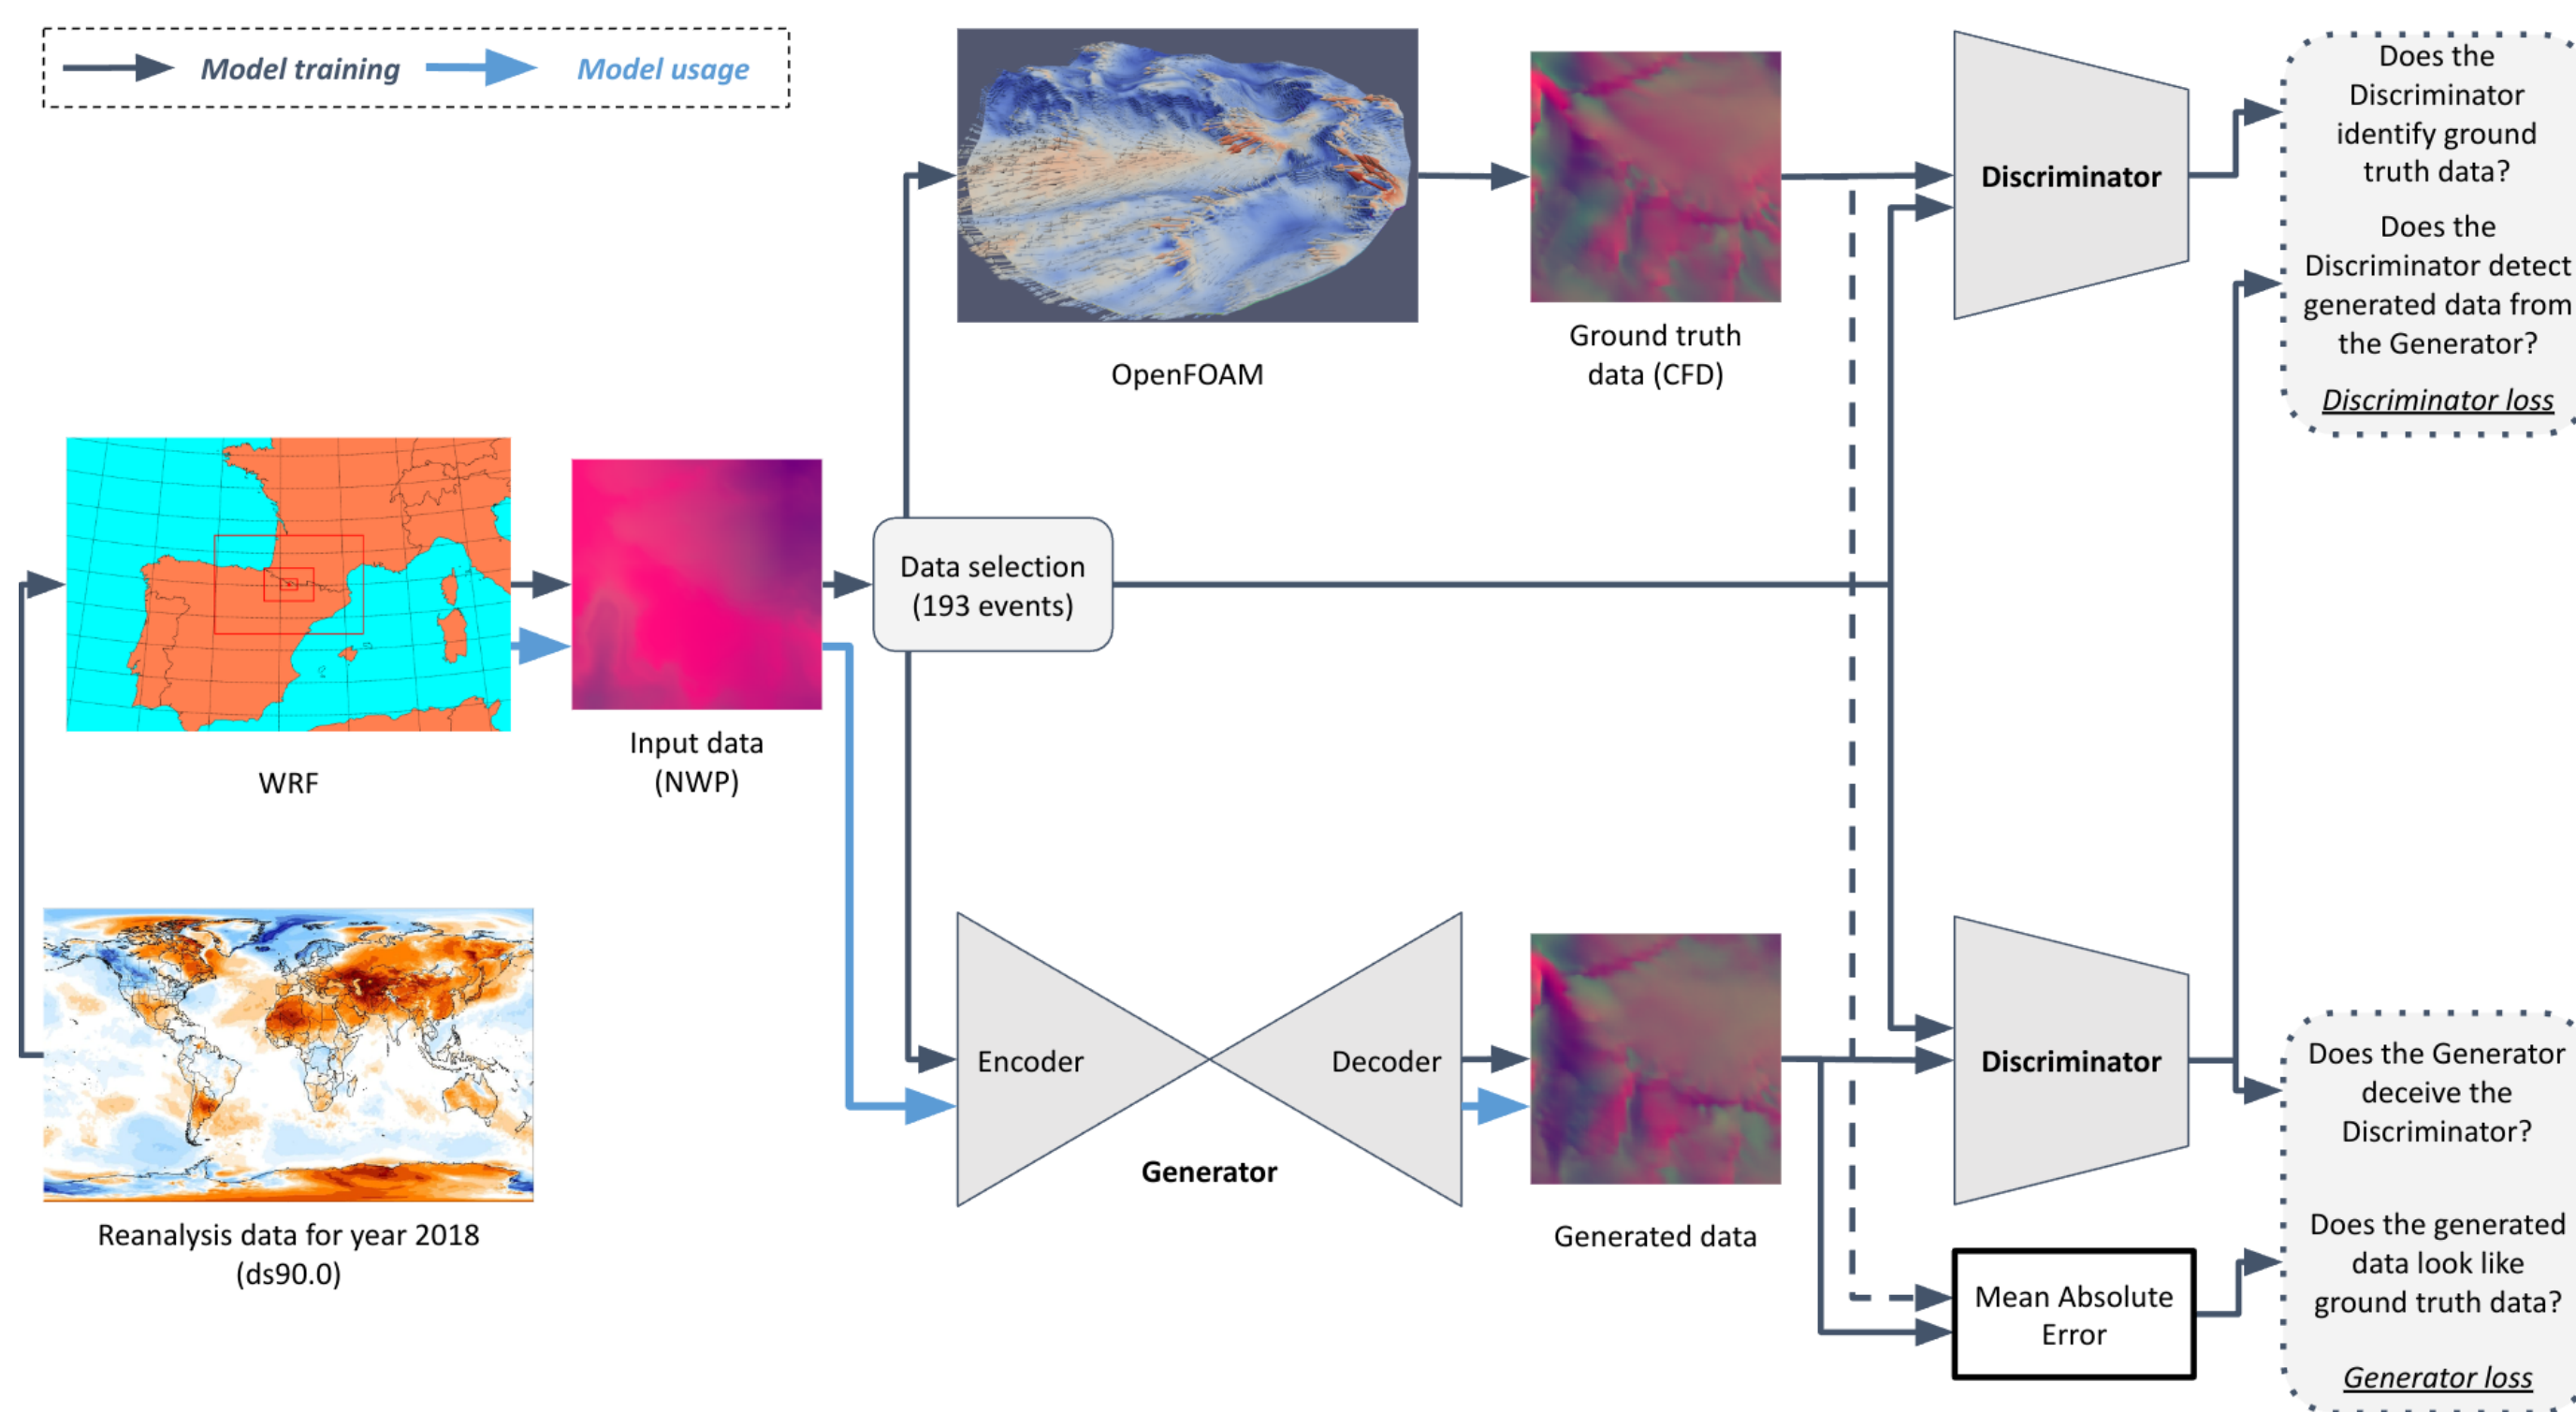 Model training
Model usage
OpenFOAM
Ground truth
data (CFD)
Discriminator
Does the
Discriminator
identify ground
truth data?
Does the
Discriminator detect
generated data from
the Generator?
Discriminator loss
WRF
Input data
(NWP)
Data selection
(193 events)
Reanalysis data for year 2018
(ds90.0)
Encoder
Decoder
Generator
Generated data
Discriminator
Mean Absolute
Error
Does the Generator
deceive the
Discriminator?
Does the generated
data look like
ground truth data?
Generator loss